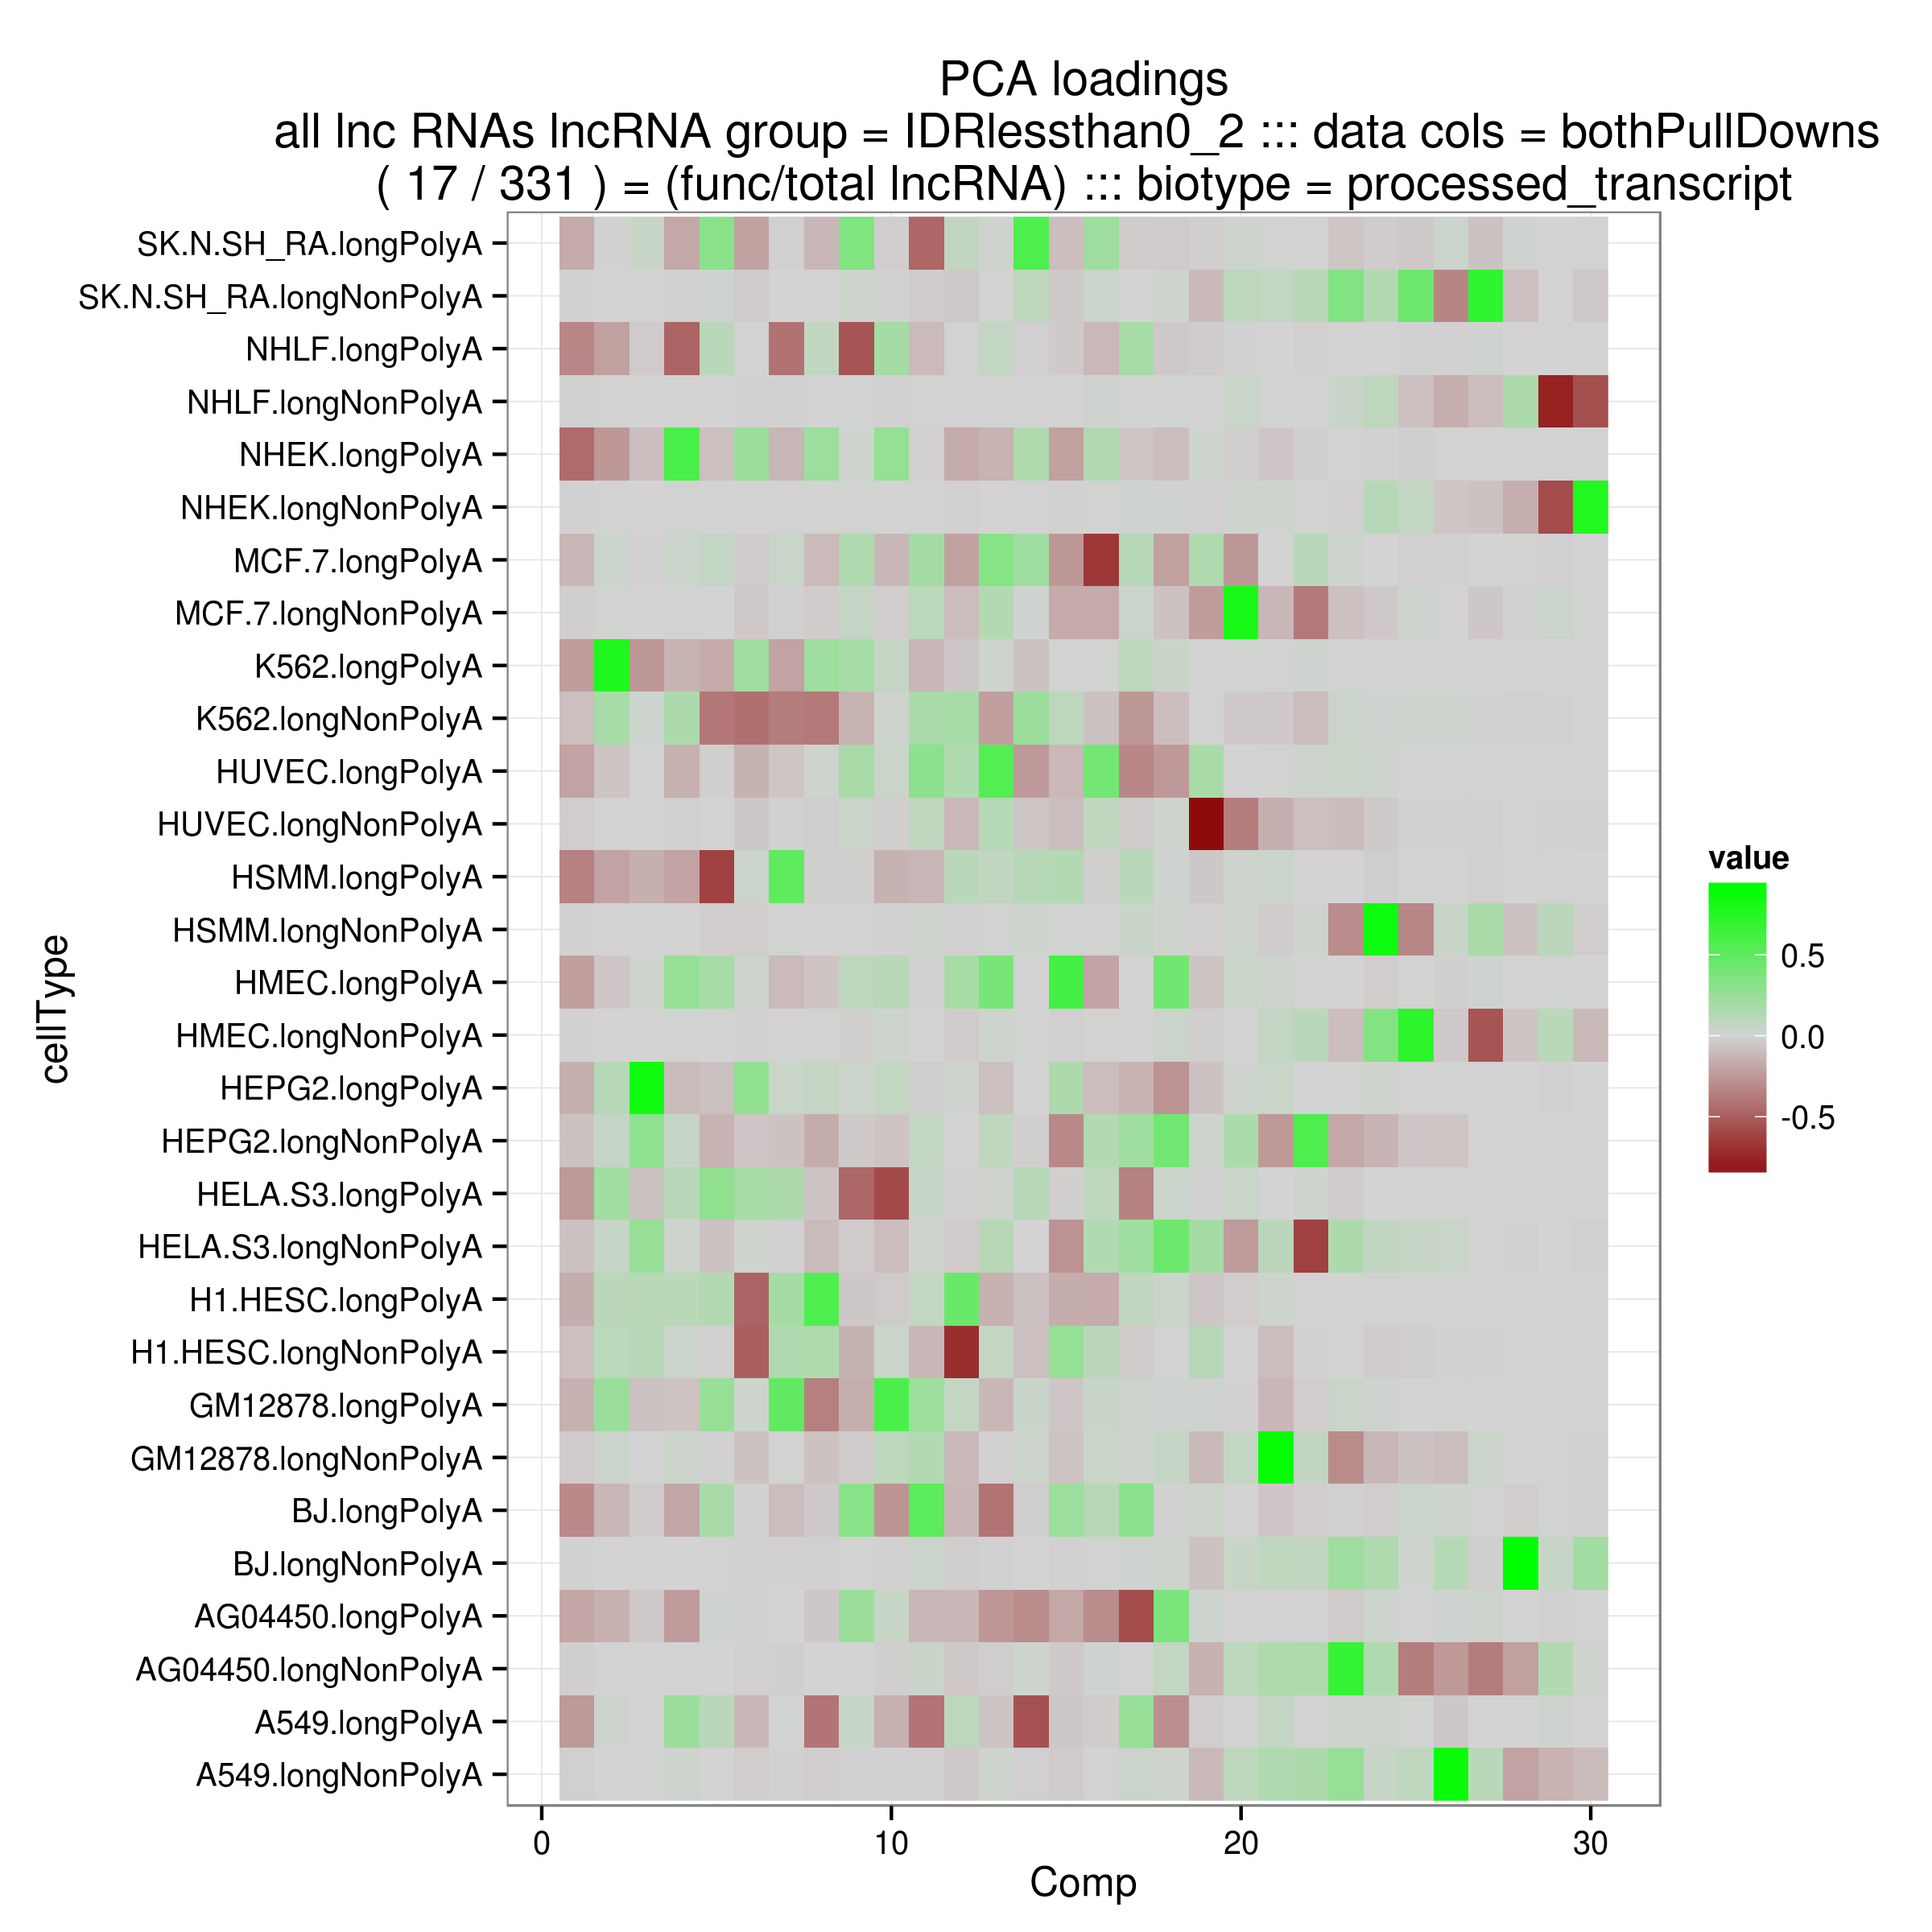 PCA loadings
all lnc RNAs lncRNA group = IDRlessthan0_2 ::: data cols = bothPullDowns
( 17 / 331 ) = (func/total lncRNA) ::: biotype = processed_transcript
SK.N.SH_RA.longPolyA
SK.N.SH_RA.longNonPolyA
NHLF.longPolyA
NHLF.longNonPolyA
NHEK.longPolyA
NHEK.longNonPolyA
MCF.7.longPolyA
MCF.7.longNonPolyA
K562.longPolyA
K562.longNonPolyA
HUVEC.longPolyA
HUVEC.longNonPolyA
HSMM.longPolyA
HSMM.longNonPolyA
HMEC.longPolyA
HMEC.longNonPolyA
HEPG2.longPolyA
HEPG2.longNonPolyA
HELA.S3.longPolyA
HELA.S3.longNonPolyA
H1.HESC.longPolyA
H1.HESC.longNonPolyA
GM12878.longPolyA
GM12878.longNonPolyA
BJ.longPolyA
BJ.longNonPolyA
AG04450.longPolyA
AG04450.longNonPolyA
A549.longPolyA
A549.longNonPolyA
cellType
0 10 20 30
Comp
value
0.5
0.0
-0.5